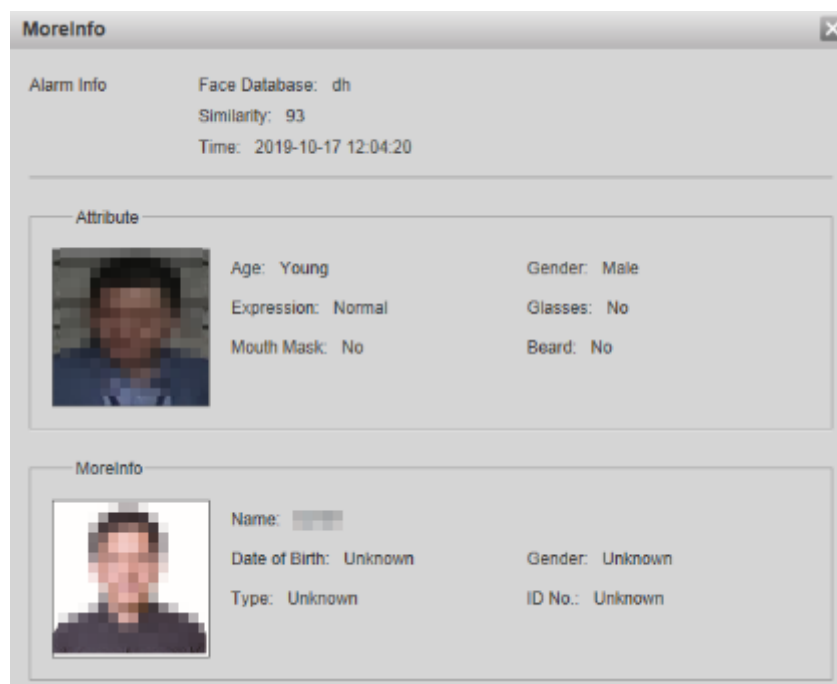 MoreInfo
Alarm Info
Face Database: dh
Similarity: 93
Time: 2019-10-17 12:04:20
Attribute
Age: Young Gender: Male
Expression: Normal Glasses: No
Mouth Mask: No Beard: No
MoreInfo
Name:
Date of Birth: Unknown Gender: Unknown
Type: Unknown ID No.: Unknown